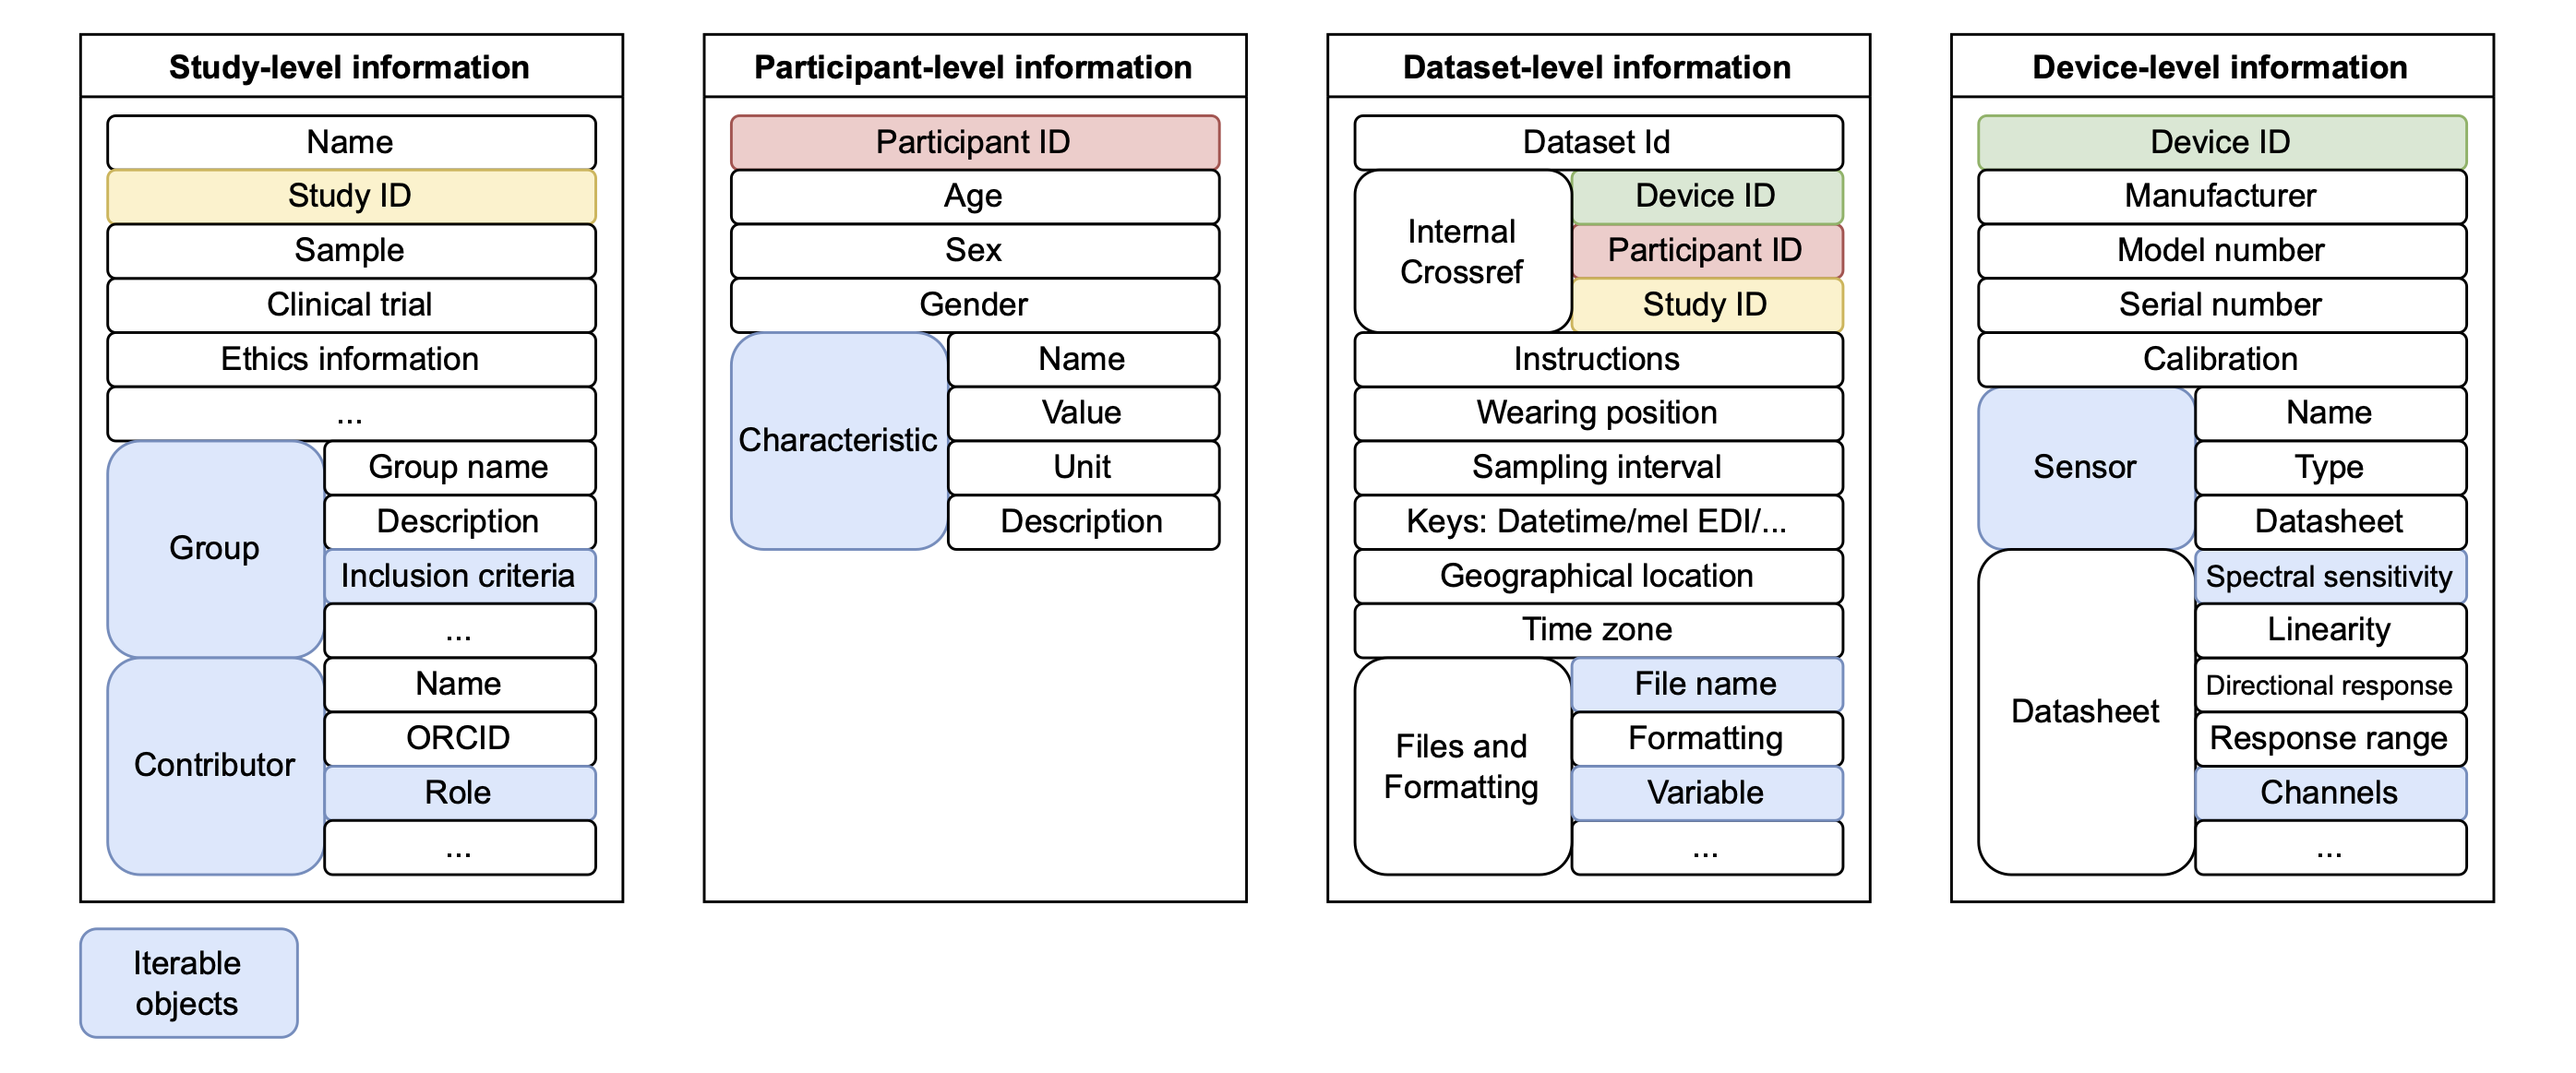 Study-level information
Name
Study ID
Sample
Clinical trial
Ethics information
...
Group
Group name
Description
Inclusion criteria
...
Contributor
Name
ORCID
Role
...
Participant-level information
Participant ID
Age
Sex
Gender
Characteristic
Name
Value
Unit
Description
Dataset-level information
Dataset Id
Internal
Crossref
Device ID
Participant ID
Study ID
Instructions
Wearing position
Sampling interval
Keys: Datetime/mel EDI/...
Geographical location
Time zone
Files and
Formatting
File name
Formatting
Variable
...
Device-level information
Device ID
Manufacturer
Model number
Serial number
Calibration
Sensor
Name
Type
Datasheet
Datasheet
Spectral sensitivity
Linearity
Directional response
Response range
Channels
...
Iterable
objects